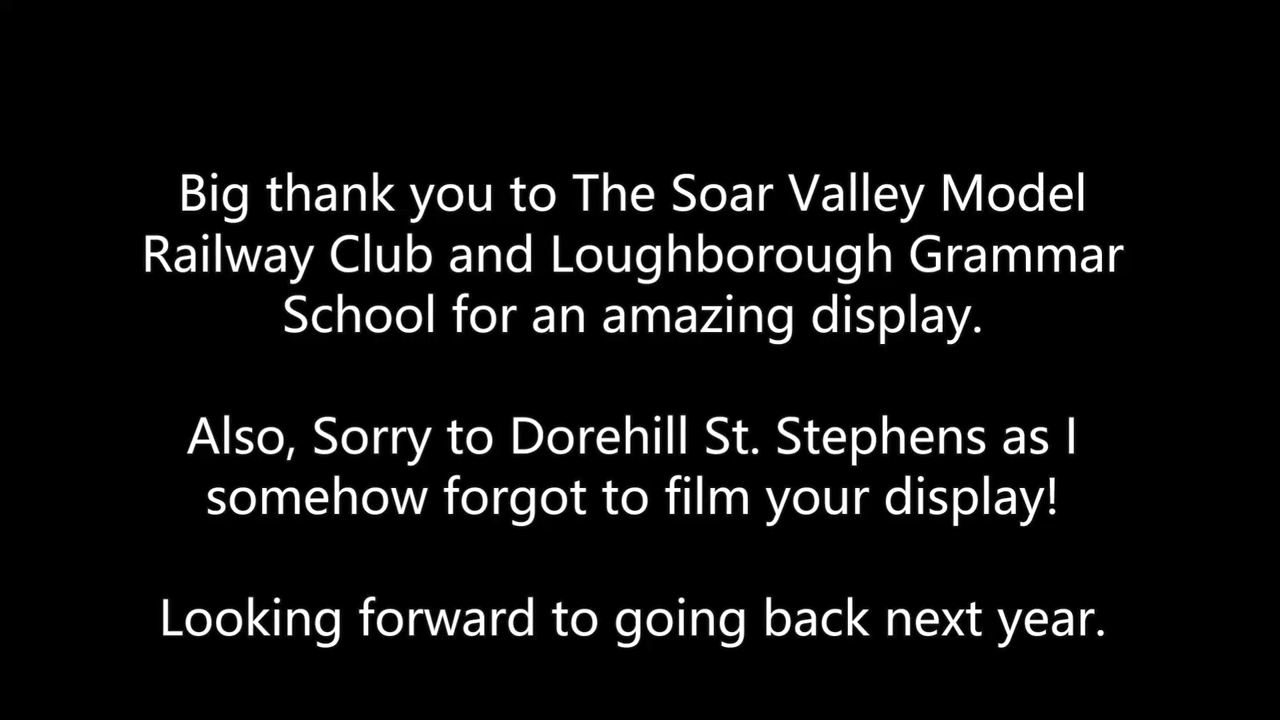 Big thank you to The Soar Valley Model
Railway Club and Loughborough Grammar
School for an amazing display.
Also, Sorry to Dorehill St. Stephens as I
somehow forgot to film your display!
Looking forward to going back next year.